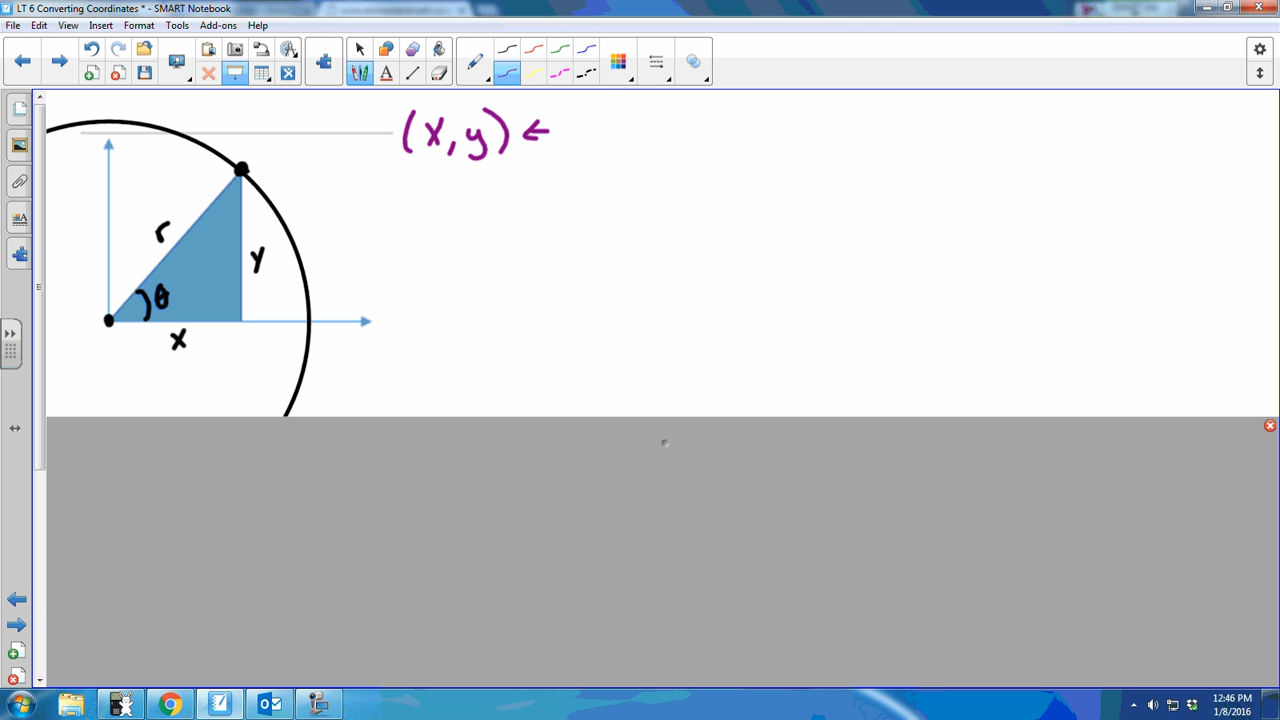 LT 6 Converting Coordinates * - SMART Notebook
File Edit View Insert Format Tools Add-ons Help
(x, y) ←
r
y
θ
x
12:46 PM
1/8/2016